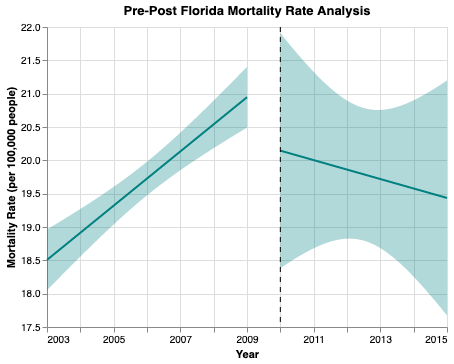 Pre-Post Florida Mortality Rate Analysis
Mortality Rate (per 100,000 people)
22.0
21.5
21.0
20.5
20.0
19.5
19.0
18.5
18.0
17.5
2003 2005 2007 2009 2011 2013 2015
Year